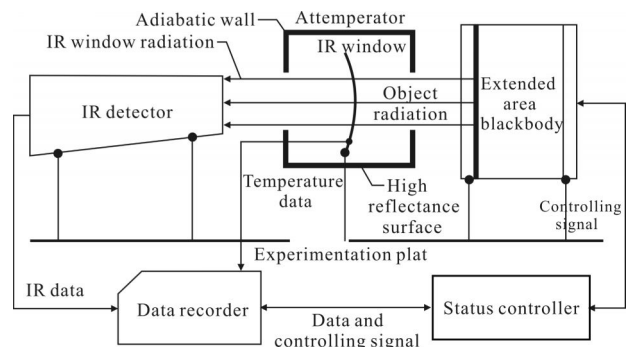 Adiabatic wall
Attemperator
IR window radiation
IR window
IR detector
Object
radiation
Extended
area
blackbody
Temperature
data
High
reflectance
surface
Controlling
signal
Experimentation plat
IR data
Data recorder
Data and
controlling signal
Status controller